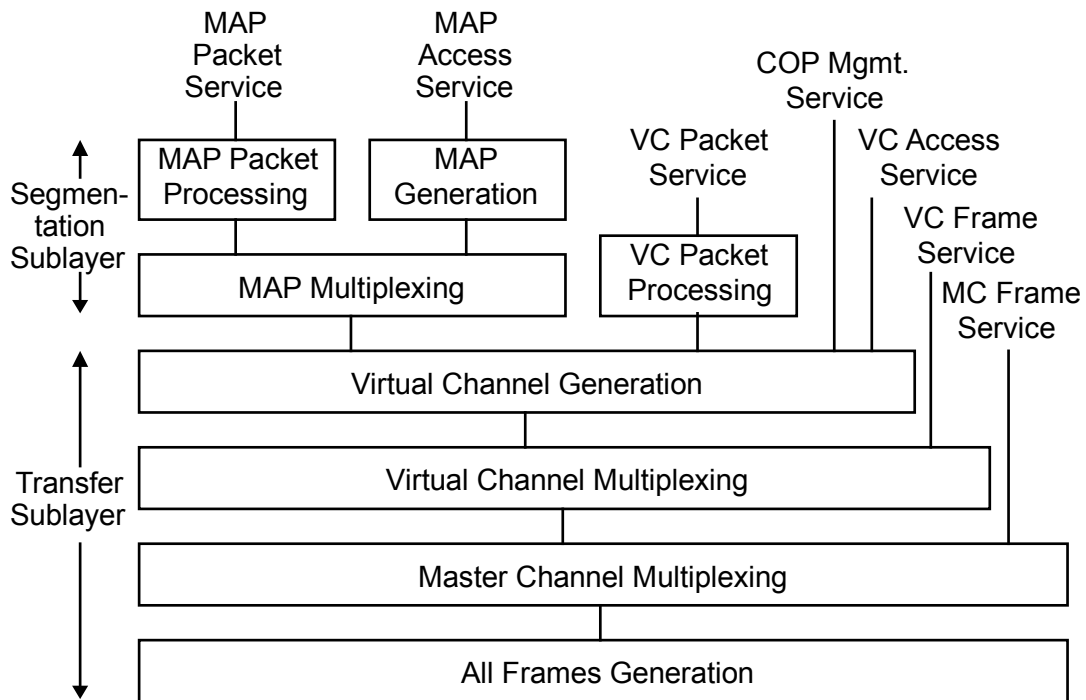 MAP
Packet
Service
MAP
Access
Service
COP Mgmt.
Service
VC Packet
Service
VC Access
Service
VC Frame
Service
MC Frame
Service
Segmen-
tation
Sublayer
MAP Packet
Processing
MAP
Generation
VC Packet
Processing
MAP Multiplexing
Virtual Channel Generation
Transfer
Sublayer
Virtual Channel Multiplexing
Master Channel Multiplexing
All Frames Generation